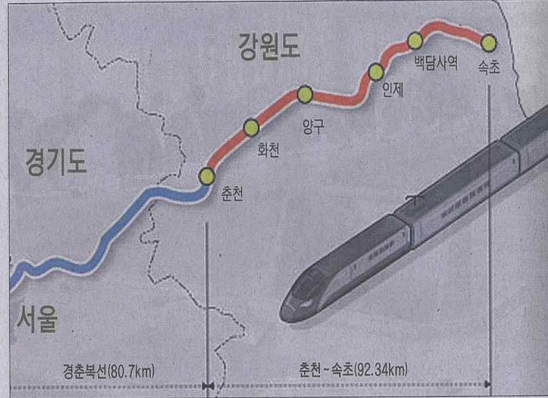 강원도
백담사역
속초
인제
양구
화천
경기도
춘천
서울
경춘복선(80.7km)
춘천~속초(92.34km)